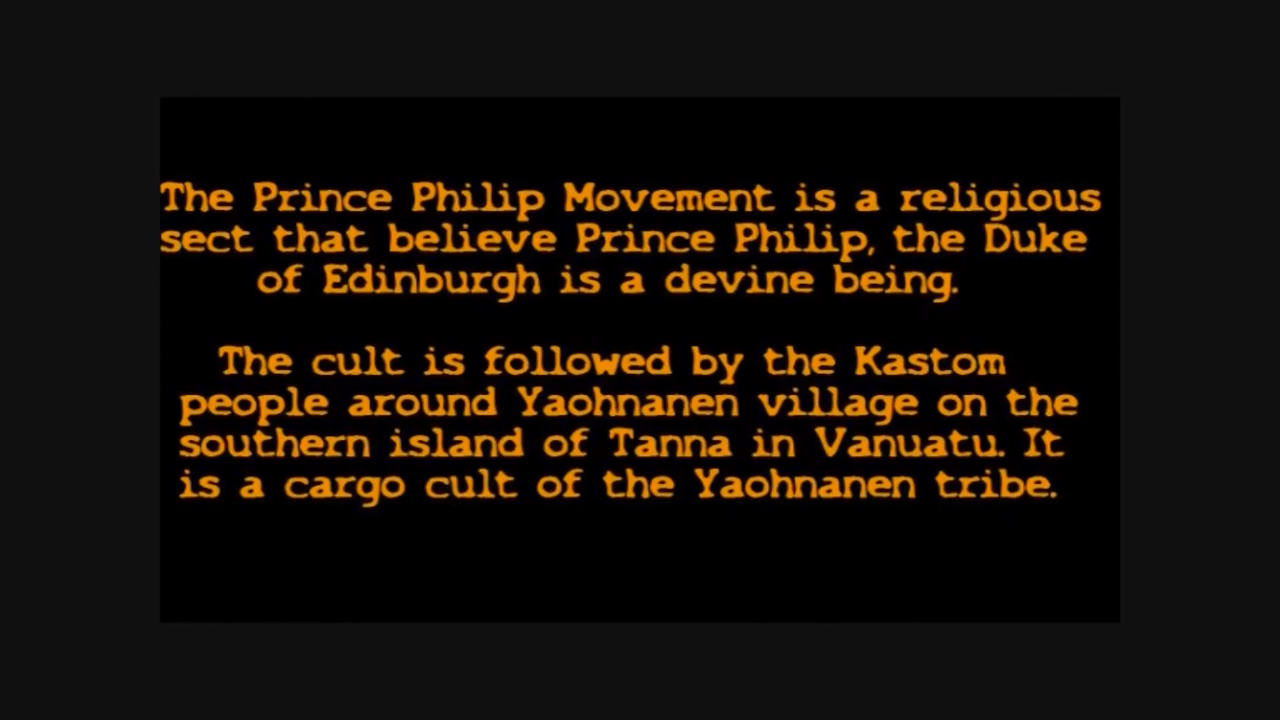 The Prince Philip Movement is a religious
sect that believe Prince Philip, the Duke
of Edinburgh is a devine being.
The cult is followed by the Kastom
people around Yaohnanen village on the
southern island of Tanna in Vanuatu. It
is a cargo cult of the Yaohnanen tribe.